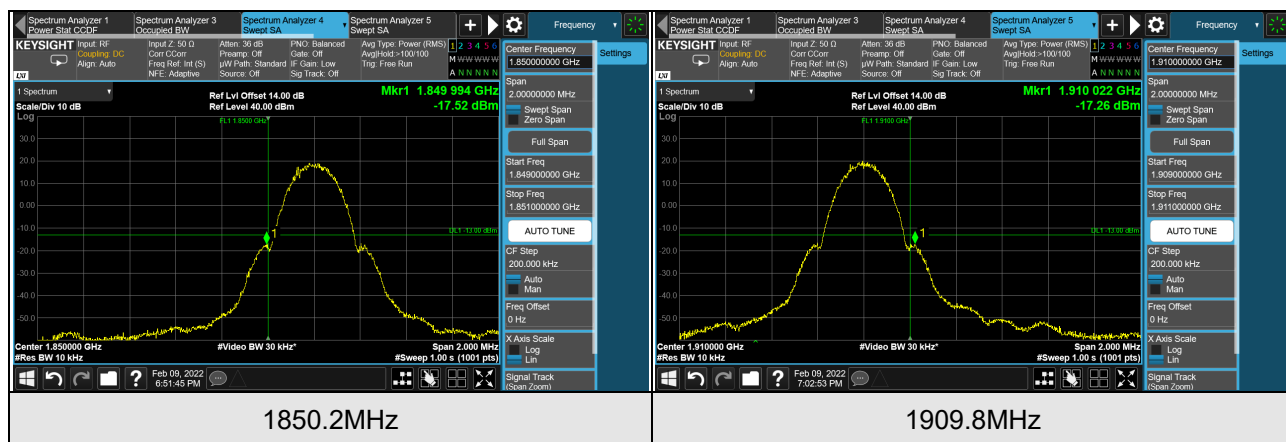 Spectrum Analyzer 1
Power Stat CCDF
Spectrum Analyzer 3
Occupied BW
Spectrum Analyzer 4
Swept SA
Spectrum Analyzer 5
Swept SA
Frequency
KEYSIGHT
Input: RF
Coupling: DC
Align: Auto
Input Z: 50 Ω
Corr CCorr
Freq Ref: Int (S)
NFE: Adaptive
Atten: 36 dB
Preamp: Off
µW Path: Standard
Source: Off
PNO: Balanced
Gate: Off
IF Gain: Low
Sig Track: Off
Avg Type: Power (RMS)
Avg|Hold:>100/100
Trig: Free Run
1 2 3 4 5 6
M W W W W W
A N N N N N
LXI
1 Spectrum
Scale/Div 10 dB
Log
Ref Lvl Offset 14.00 dB
Ref Level 40.00 dBm
Mkr1 1.849 994 GHz
-17.52 dBm
FL1 1.8500 GHz
30.0
20.0
10.0
0.00
-10.0
-20.0
-30.0
-40.0
-50.0
DL1 -13.00 dBm
1
Center 1.850000 GHz
#Res BW 10 kHz
#Video BW 30 kHz*
Span 2.000 MHz
#Sweep 1.00 s (1001 pts)
Center Frequency
1.850000000 GHz
Settings
Span
2.00000000 MHz
Swept Span
Zero Span
Full Span
Start Freq
1.849000000 GHz
Stop Freq
1.851000000 GHz
AUTO TUNE
CF Step
200.000 kHz
Auto
Man
Freq Offset
0 Hz
X Axis Scale
Log
Lin
Signal Track
(Span Zoom)
?
Feb 09, 2022
6:51:45 PM
1850.2MHz
Spectrum Analyzer 1
Power Stat CCDF
Spectrum Analyzer 3
Occupied BW
Spectrum Analyzer 4
Swept SA
Spectrum Analyzer 5
Swept SA
Frequency
KEYSIGHT
Input: RF
Coupling: DC
Align: Auto
Input Z: 50 Ω
Corr CCorr
Freq Ref: Int (S)
NFE: Adaptive
Atten: 36 dB
Preamp: Off
µW Path: Standard
Source: Off
PNO: Balanced
Gate: Off
IF Gain: Low
Sig Track: Off
Avg Type: Power (RMS)
Avg|Hold:>100/100
Trig: Free Run
1 2 3 4 5 6
M W W W W W
A N N N N N
LXI
1 Spectrum
Scale/Div 10 dB
Log
Ref Lvl Offset 14.00 dB
Ref Level 40.00 dBm
Mkr1 1.910 022 GHz
-17.26 dBm
FL1 1.9100 GHz
30.0
20.0
10.0
0.00
-10.0
-20.0
-30.0
-40.0
-50.0
DL1 -13.00 dBm
1
Center 1.910000 GHz
#Res BW 10 kHz
#Video BW 30 kHz*
Span 2.000 MHz
#Sweep 1.00 s (1001 pts)
Center Frequency
1.910000000 GHz
Settings
Span
2.00000000 MHz
Swept Span
Zero Span
Full Span
Start Freq
1.909000000 GHz
Stop Freq
1.911000000 GHz
AUTO TUNE
CF Step
200.000 kHz
Auto
Man
Freq Offset
0 Hz
X Axis Scale
Log
Lin
Signal Track
(Span Zoom)
?
Feb 09, 2022
7:02:53 PM
1909.8MHz